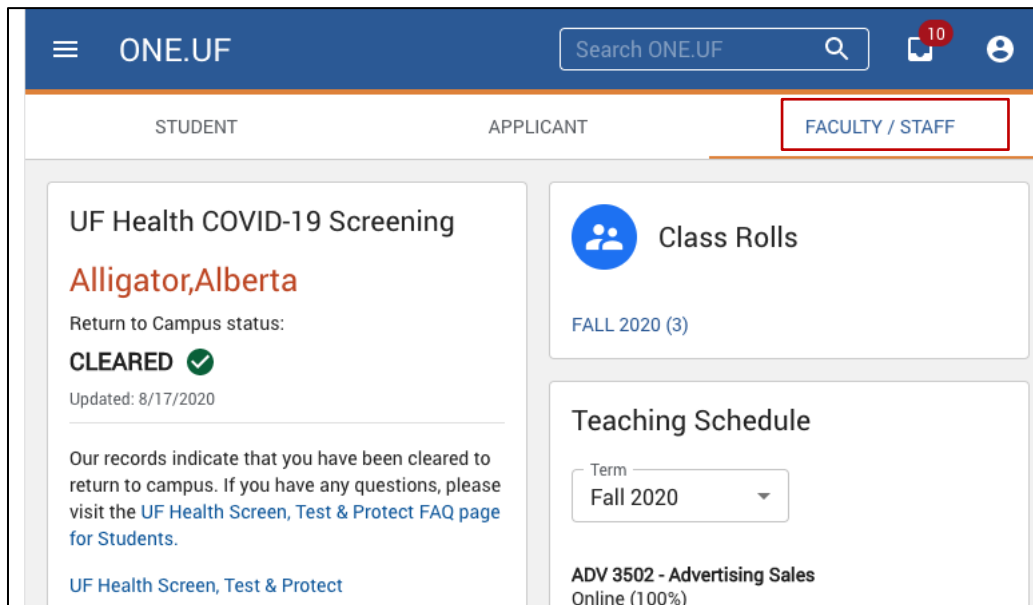 ONE.UF
Search ONE.UF
10
STUDENT
APPLICANT
FACULTY / STAFF
UF Health COVID-19 Screening
Alligator,Alberta
Return to Campus status:
CLEARED
Updated: 8/17/2020
Our records indicate that you have been cleared to
return to campus. If you have any questions, please
visit the UF Health Screen, Test & Protect FAQ page
for Students.
UF Health Screen, Test & Protect
Class Rolls
FALL 2020 (3)
Teaching Schedule
Term
Fall 2020
ADV 3502 - Advertising Sales
Online (100%)